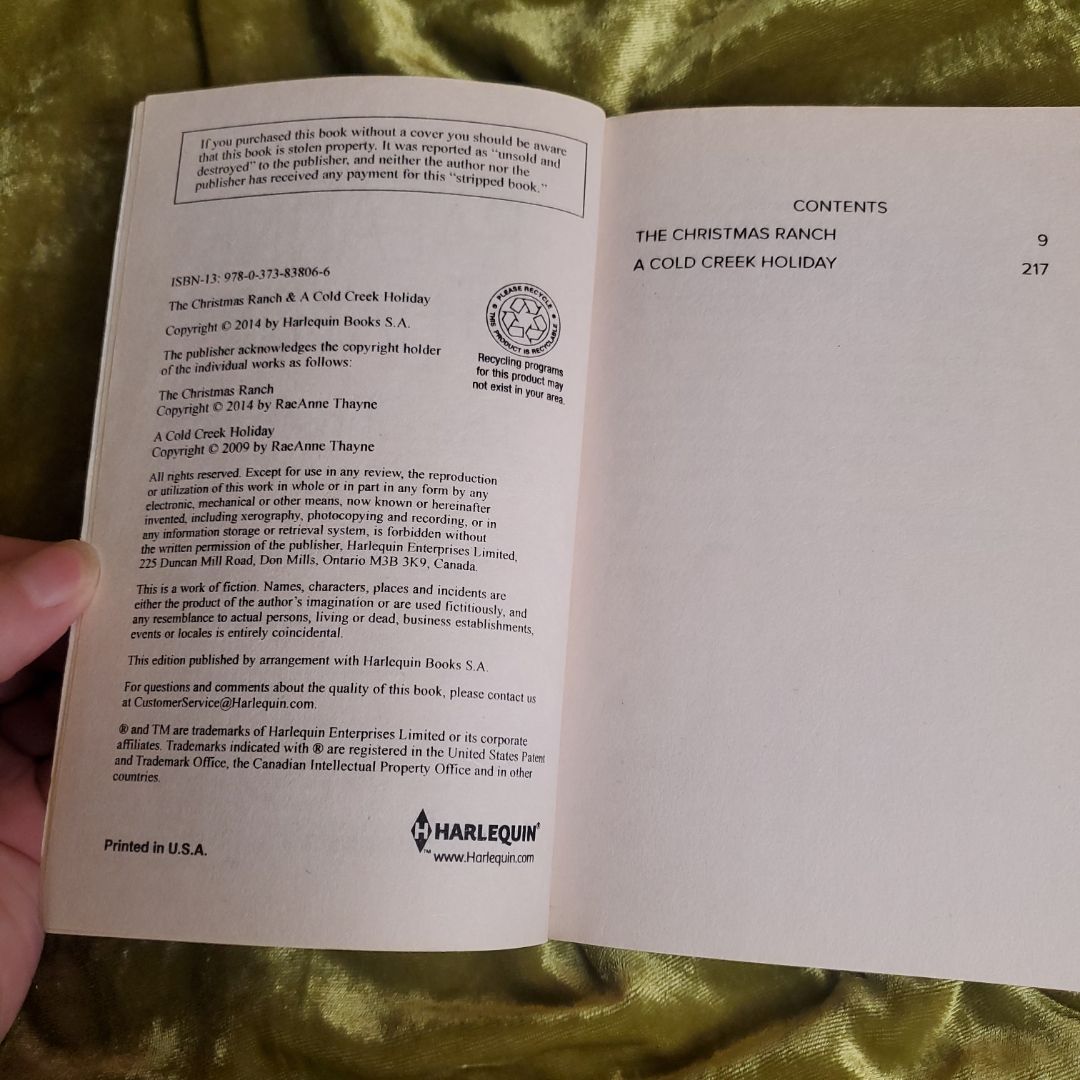 If you purchased this book without a cover you should be aware
that this book is stolen property. It was reported as "unsold and
destroyed" to the publisher, and neither the author nor the
publisher has received any payment for this "stripped book."
ISBN-13: 978-0-373-83806-6
The Christmas Ranch & A Cold Creek Holiday
Copyright © 2014 by Harlequin Books S.A.
The publisher acknowledges the copyright holder
of the individual works as follows:
The Christmas Ranch
Copyright © 2014 by RaeAnne Thayne
A Cold Creek Holiday
Copyright © 2009 by RaeAnne Thayne
All rights reserved. Except for use in any review, the reproduction
or utilization of this work in whole or in part in any form by any
electronic, mechanical or other means, now known or hereinafter
invented, including xerography, photocopying and recording, or in
any information storage or retrieval system, is forbidden without
the written permission of the publisher, Harlequin Enterprises Limited,
225 Duncan Mill Road, Don Mills, Ontario M3B 3K9, Canada.
This is a work of fiction. Names, characters, places and incidents are
either the product of the author's imagination or are used fictitiously, and
any resemblance to actual persons, living or dead, business establishments,
events or locales is entirely coincidental.
This edition published by arrangement with Harlequin Books S.A.
For questions and comments about the quality of this book, please contact us
at CustomerService@Harlequin.com.
® and TM are trademarks of Harlequin Enterprises Limited or its corporate
affiliates. Trademarks indicated with ® are registered in the United States Patent
and Trademark Office, the Canadian Intellectual Property Office and in other
countries.
Printed in U.S.A.
H HARLEQUIN®
™ www.Harlequin.com
PLEASE RECYCLE
THIS PRODUCT IS RECYCLABLE
Recycling programs
for this product may
not exist in your area.
CONTENTS
THE CHRISTMAS RANCH 9
A COLD CREEK HOLIDAY 217